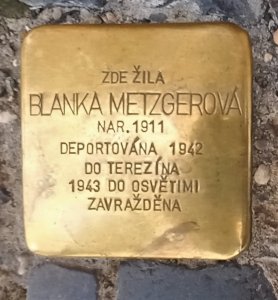 ZDE ŽILA
BLANKA METZGEROVÁ
NAR. 1911
DEPORTOVÁNA 1942
DO TEREZÍNA
1943 DO OSVĚTIMI
ZAVRAŽDĚNA